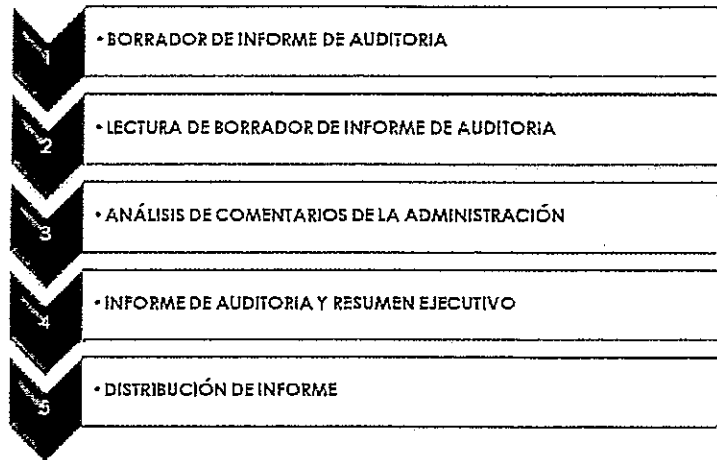 1
• BORRADOR DE INFORME DE AUDITORIA
2
• LECTURA DE BORRADOR DE INFORME DE AUDITORIA
3
• ANÁLISIS DE COMENTARIOS DE LA ADMINISTRACIÓN
4
• INFORME DE AUDITORIA Y RESUMEN EJECUTIVO
5
• DISTRIBUCIÓN DE INFORME